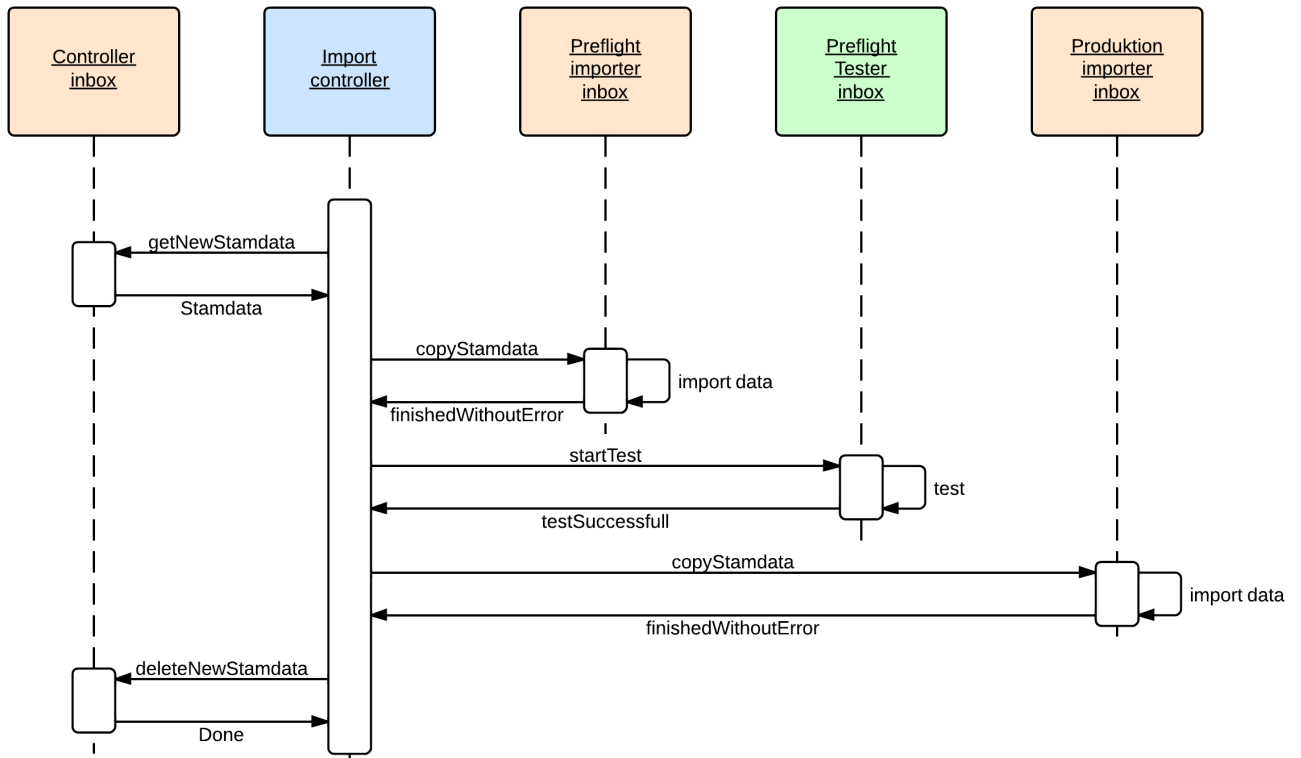 Controller
inbox
Import
controller
Preflight
importer
inbox
Preflight
Tester
inbox
Produktion
importer
inbox
getNewStamdata
Stamdata
copyStamdata
import data
finishedWithoutError
startTest
test
testSuccessfull
copyStamdata
import data
finishedWithoutError
deleteNewStamdata
Done